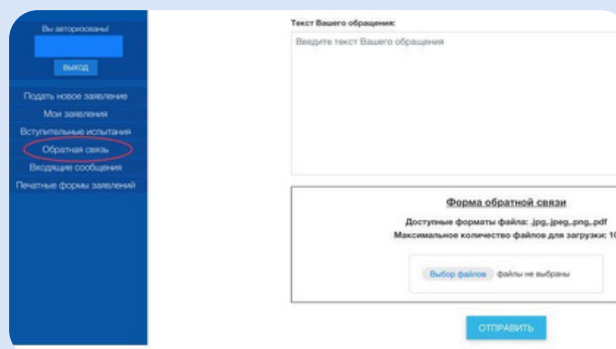 Вы авторизованы!
ВЫХОД
Подать новое заявление
Мои заявления
Вступительные испытания
Обратная связь
Входящие сообщения
Печатные формы заявлений
Текст Вашего обращения:
Введите текст Вашего обращения
Форма обратной связи
Доступные форматы файла: .jpg,.jpeg,.png,.pdf
Максимальное количество файлов для загрузки: 10
Выбор файлов файлы не выбраны
ОТПРАВИТЬ